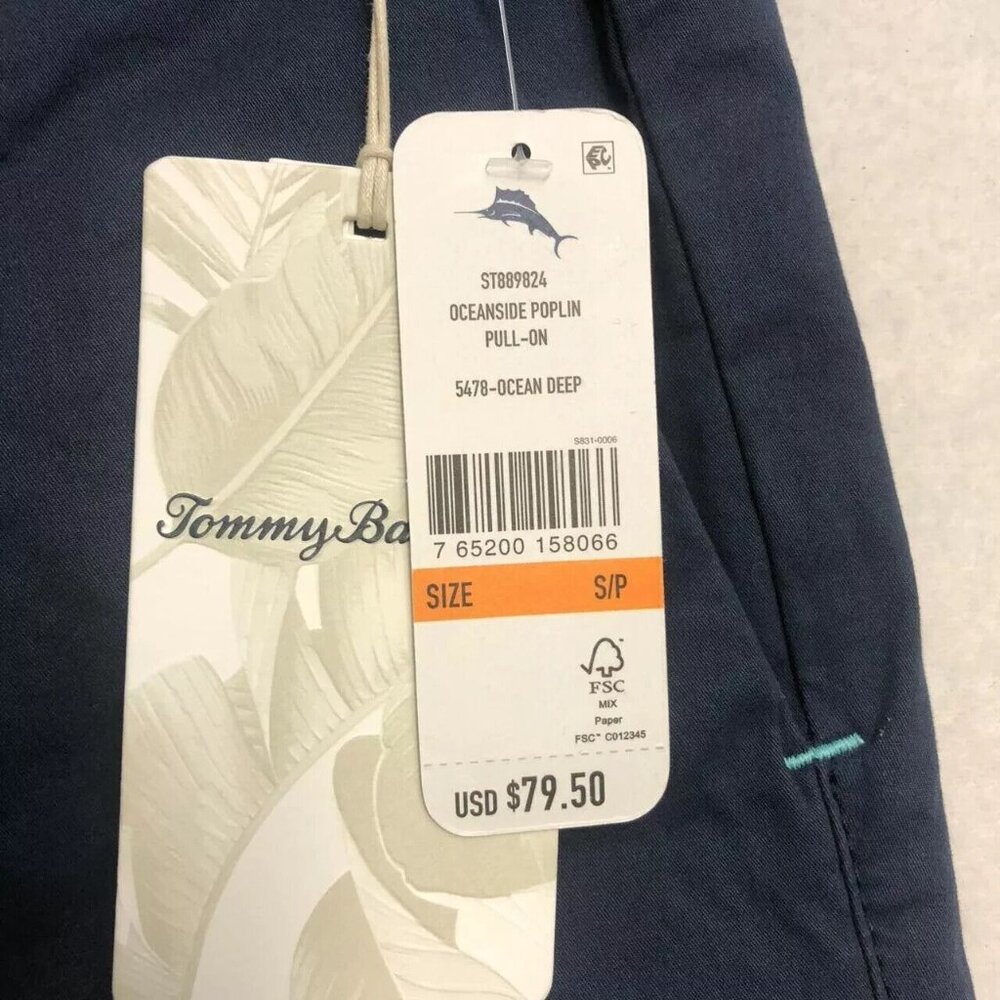 ST889824
OCEANSIDE POPLIN
PULL-ON
5478-OCEAN DEEP
S831-0006
7 65200 158066
SIZE S/P
FSC™
MIX
Paper
FSC™ C012345
USD $79.50
Tommy Ba